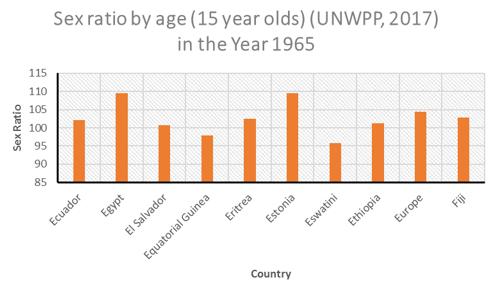 Sex ratio by age (15 year olds) (UNWPP, 2017)
in the Year 1965
115
110
105
100
95
90
85
Sex Ratio
Ecuador
Egypt
El Salvador
Equatorial Guinea
Eritrea
Estonia
Eswatini
Ethiopia
Europe
Fiji
Country